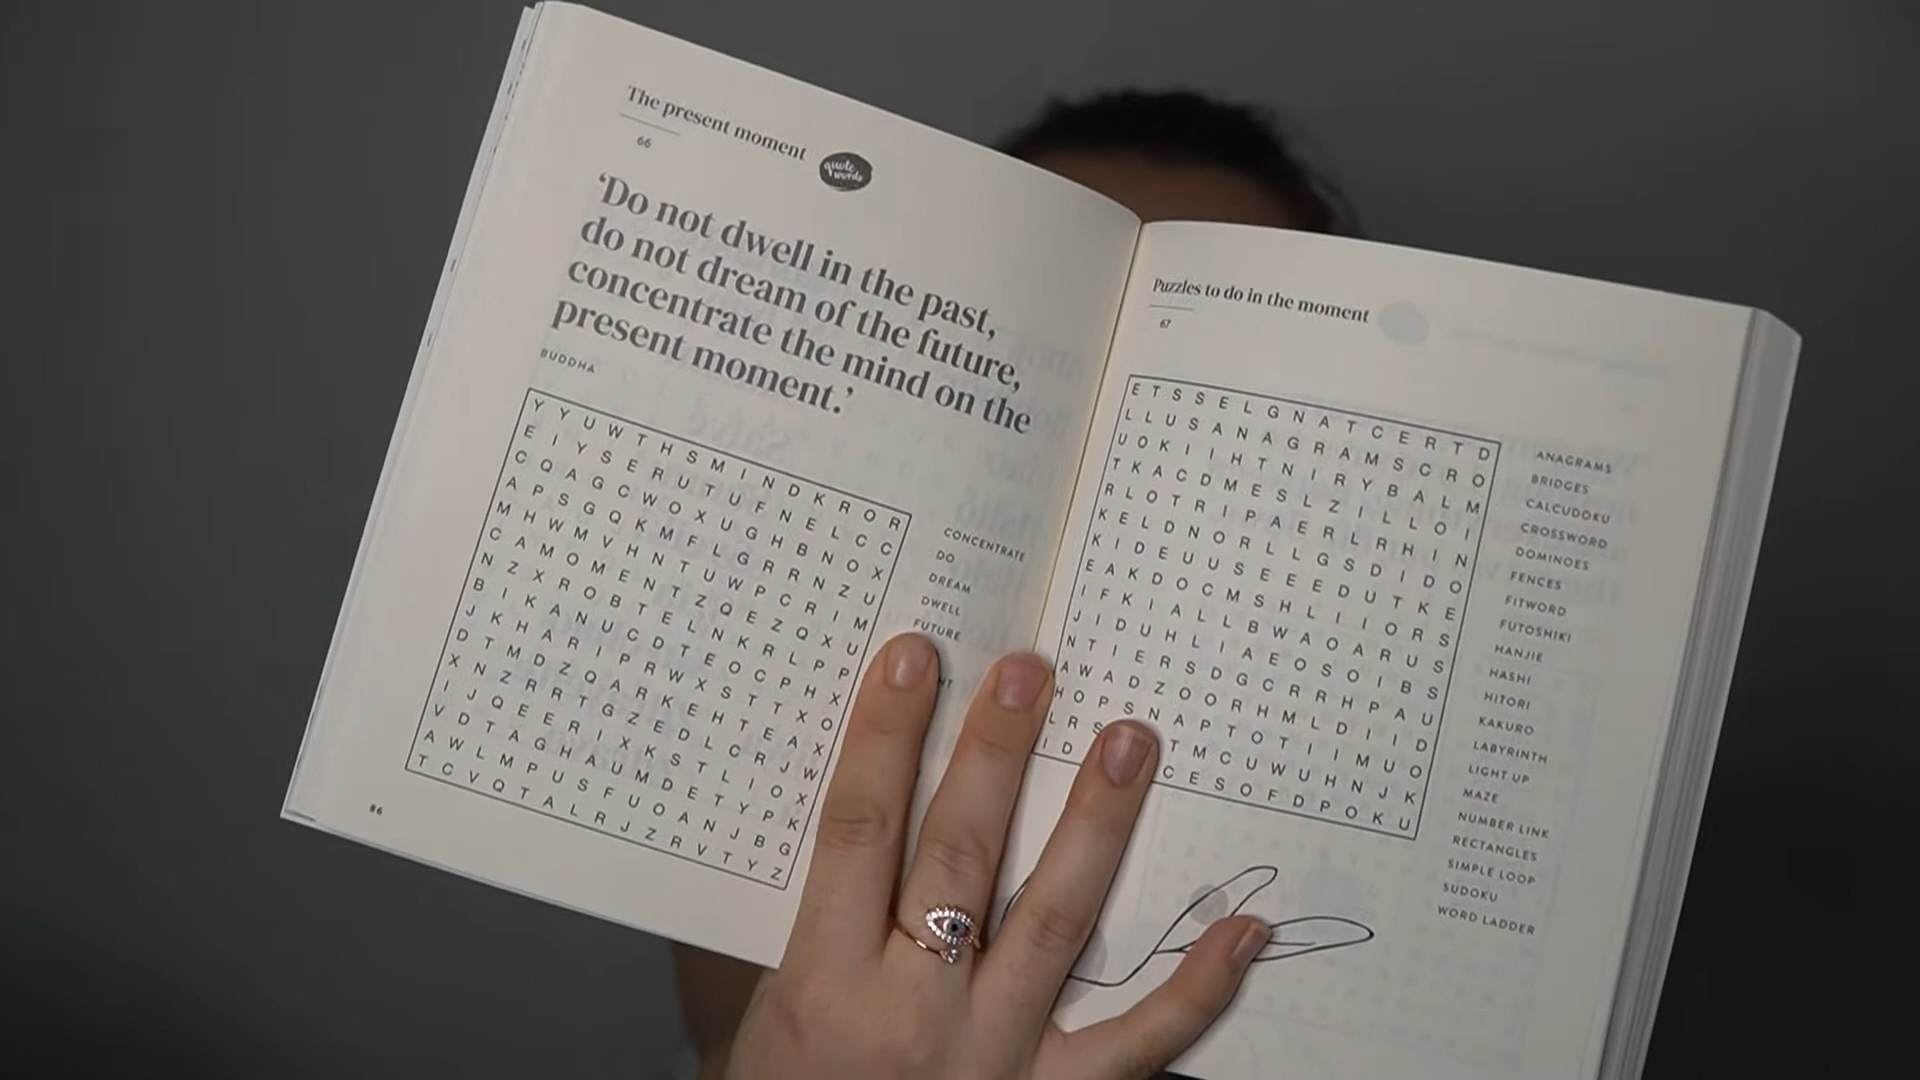 The present moment
quote words
66
‘Do not dwell in the past,
do not dream of the future,
concentrate the mind on the
present moment.’
BUDDHA
Y Y U W T H S M I N D K R O R
E I Y S E R U T U F N E L C C
C Q A G C W O X U G H B N O X
A P S G Q K M F L G R R N Z U
M H W M V H N T U W P C R I M
C A M O M E N T Z Q E Z Q X U
N Z X R O B T E L N K R L P P
B I K A N U C D T E O C P H X
J K H A R I P R W X S T T X O
D T M D Z Q A R K E H T E A X
X N Z R R T G Z E D L C R J W
I J Q E E R I X K S T L I O X
V D T A G H A U M D E T Y P K
A W L M P U S F U O A N J B G
T C V Q T A L R J Z R V T Y Z
CONCENTRATE
DO
DREAM
DWELL
FUTURE
86
Puzzles to do in the moment
67
E T S S E L G N A T C E R T D
L L U S A N A G R A M S C R O
U O K I I H T N I R Y B A L M
T K A C D M E S L Z I L L O I
R L O T R I P A E R L R H I N
K E L D N O R L L G S D I D O
K I D E U U S E E E D U T K E
E A K D O C M S H L I I O R S
I F K I A L L B W A O A R U S
J I D U H L I A E O S O I B S
N T I E R S D G C R R H P A U
A W A D Z O O R H M L D I I D
H O P S N A P T O T I I M U O
L R S T M C U W U H N J K
I D C E S O F D P O K U
ANAGRAMS
BRIDGES
CALCUDOKU
CROSSWORD
DOMINOES
FENCES
FITWORD
FUTOSHIKI
HANJIE
HASHI
HITORI
KAKURO
LABYRINTH
LIGHT UP
MAZE
NUMBER LINK
RECTANGLES
SIMPLE LOOP
SUDOKU
WORD LADDER